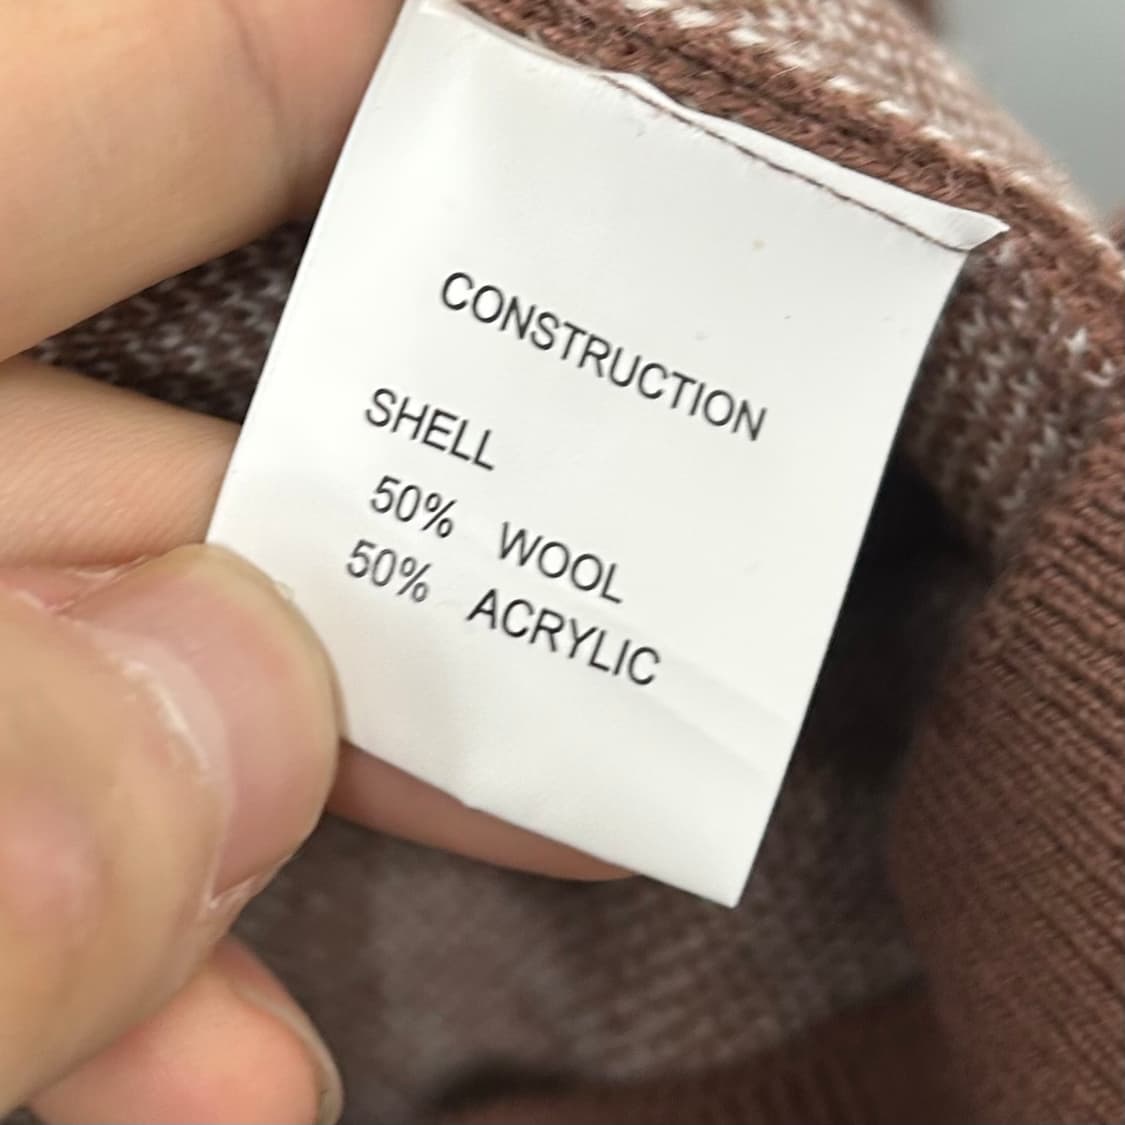 CONSTRUCTION
SHELL
50% WOOL
50% ACRYLIC